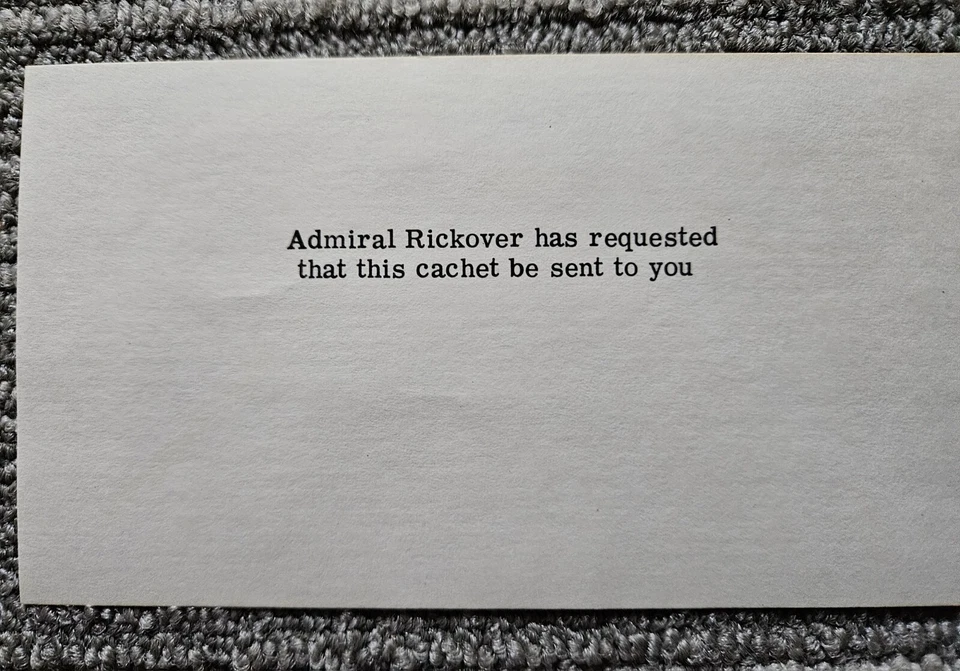 Admiral Rickover has requested
that this cachet be sent to you